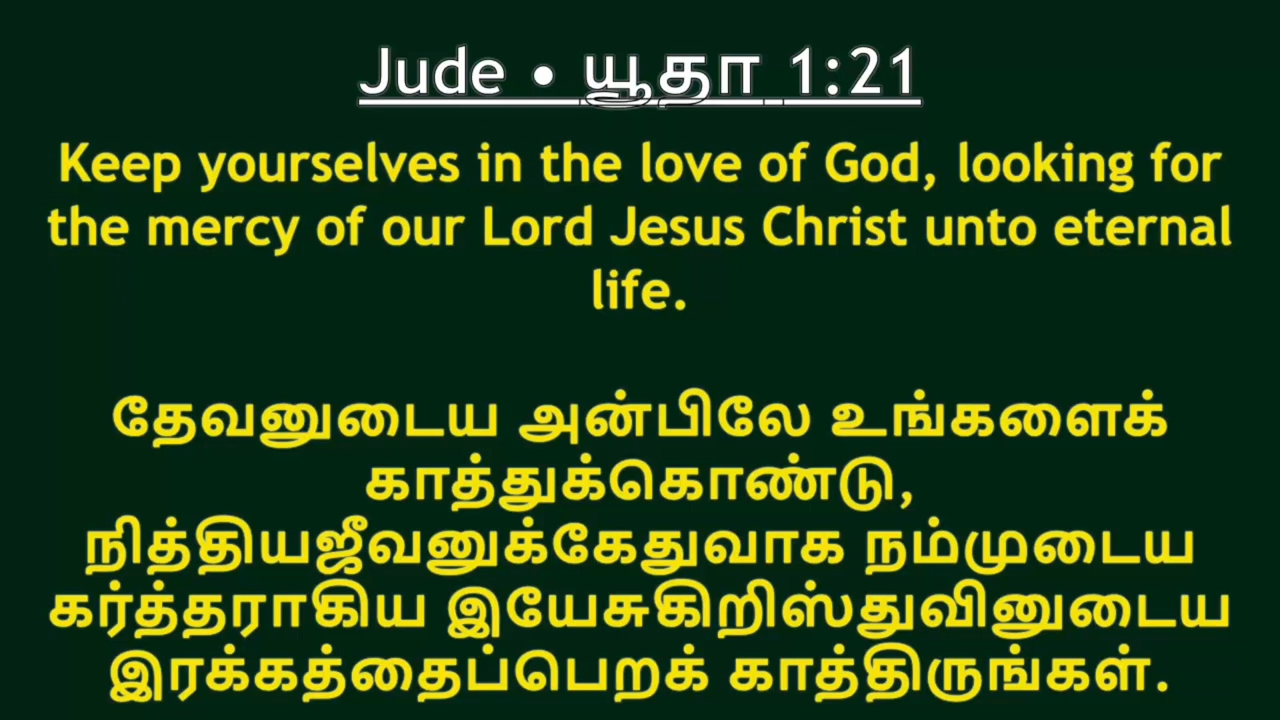 Jude • யூதா 1:21
Keep yourselves in the love of God, looking for
the mercy of our Lord Jesus Christ unto eternal
life.
தேவனுடைய அன்பிலே உங்களைக்
காத்துக்கொண்டு,
நித்தியஜீவனுக்கேதுவாக நம்முடைய
கர்த்தராகிய இயேசுகிறிஸ்துவினுடைய
இரக்கத்தைப்பெறக் காத்திருங்கள்.